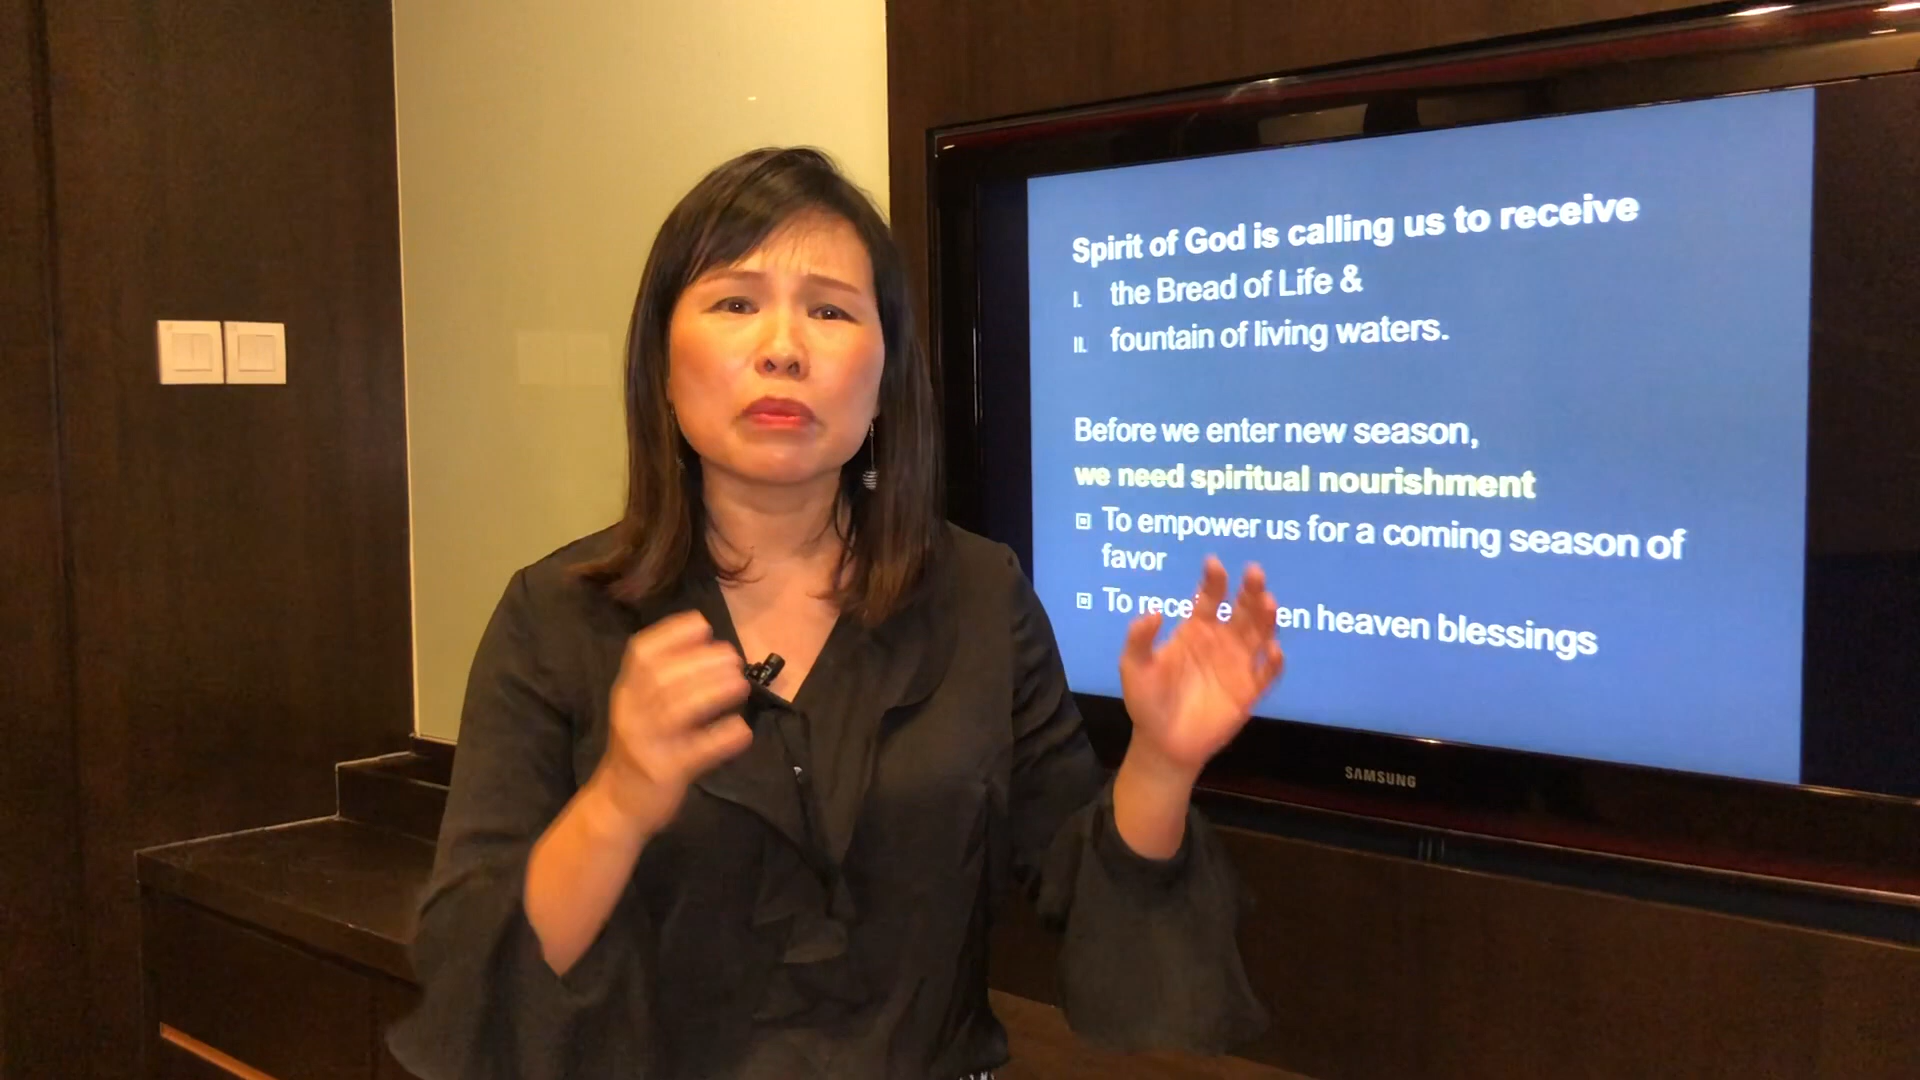 Spirit of God is calling us to receive
I. the Bread of Life &
II. fountain of living waters.
Before we enter new season,
we need spiritual nourishment
To empower us for a coming season of
favor
To heaven blessings
SAMSUNG